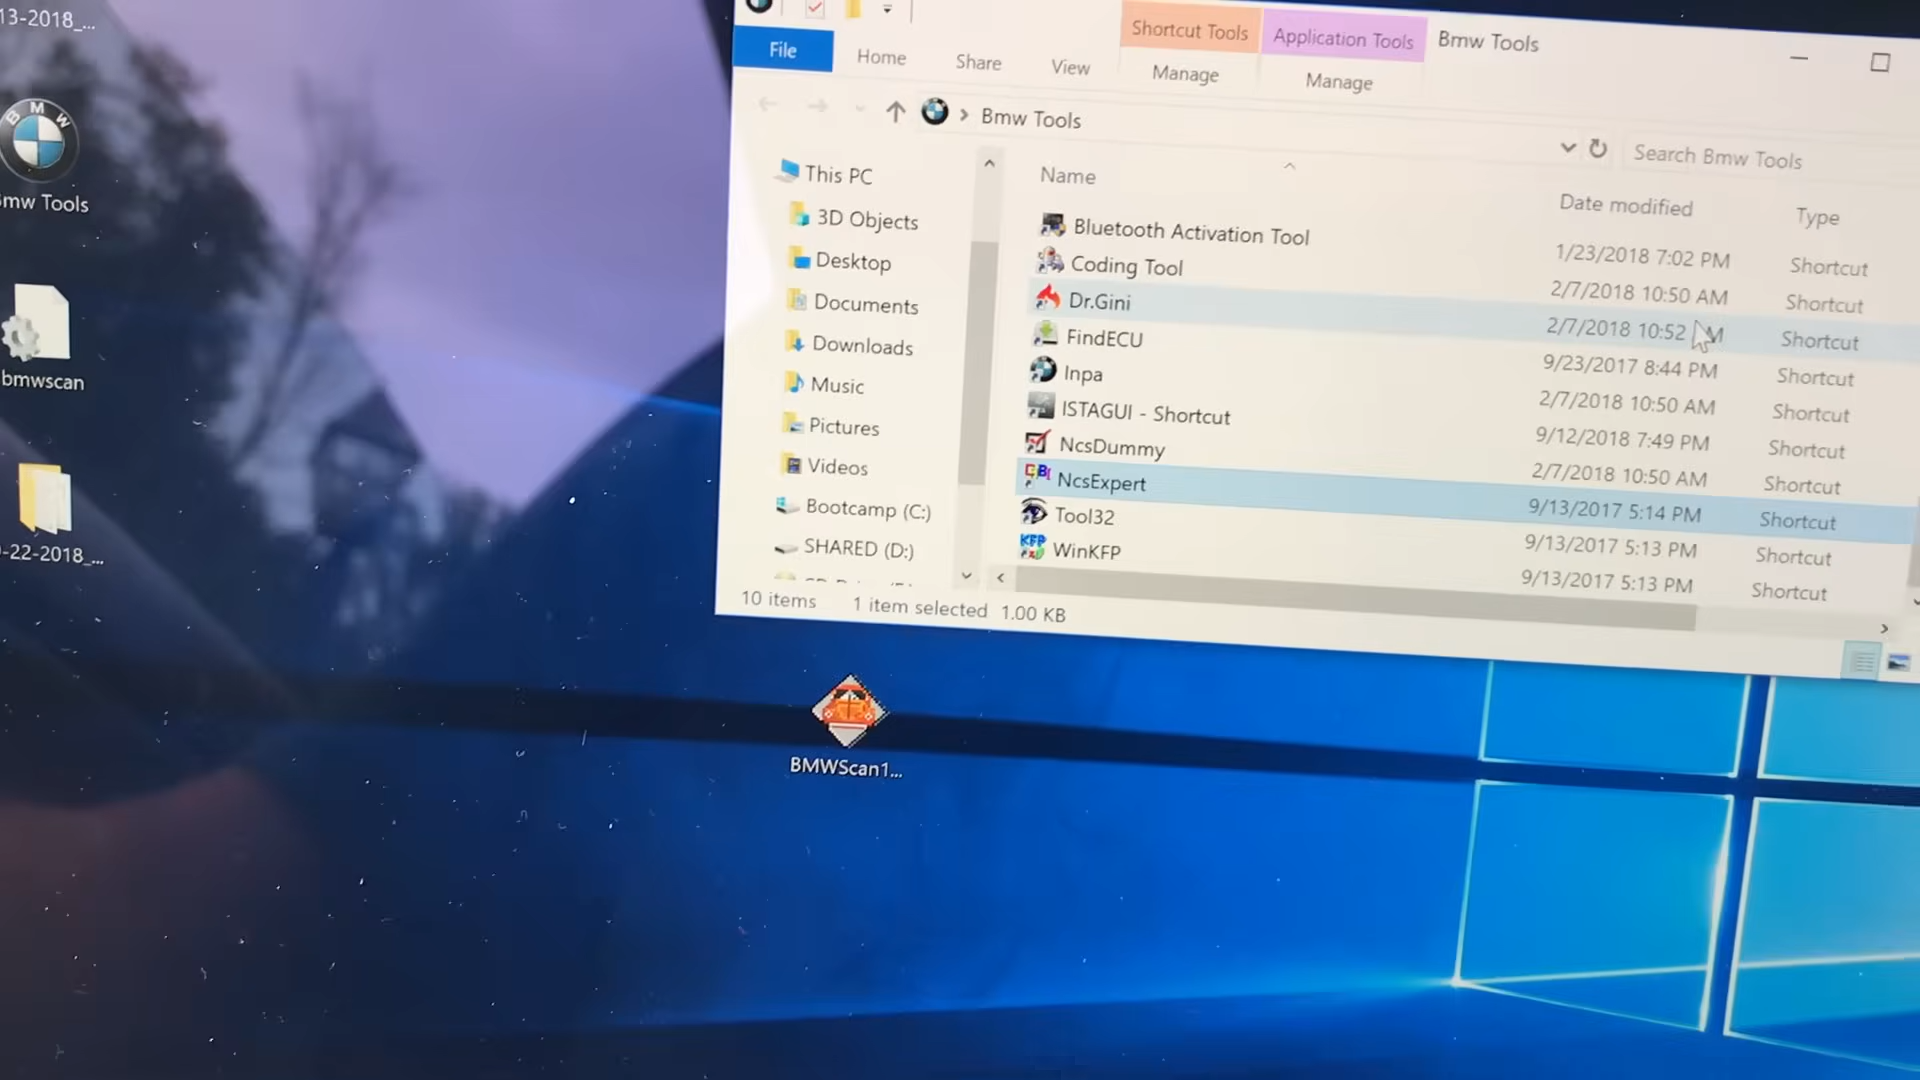 13-2018_...
BMW
mw Tools
bmwscan
-22-2018_...
Shortcut Tools
Application Tools
Bmw Tools
File
Home
Share
View
Manage
Manage
Bmw Tools
Search Bmw Tools
This PC
3D Objects
Desktop
Documents
Downloads
Music
Pictures
Videos
Bootcamp (C:)
SHARED (D:)
Name
Date modified
Type
Bluetooth Activation Tool
1/23/2018 7:02 PM
Shortcut
Coding Tool
2/7/2018 10:50 AM
Shortcut
Dr.Gini
2/7/2018 10:52 M
Shortcut
FindECU
9/23/2017 8:44 PM
Shortcut
Inpa
2/7/2018 10:50 AM
Shortcut
ISTAGUI - Shortcut
9/12/2018 7:49 PM
Shortcut
NcsDummy
2/7/2018 10:50 AM
Shortcut
NcsExpert
9/13/2017 5:14 PM
Shortcut
Tool32
9/13/2017 5:13 PM
Shortcut
KFP
WinKFP
9/13/2017 5:13 PM
Shortcut
10 items
1 item selected 1.00 KB
BMWScan1...